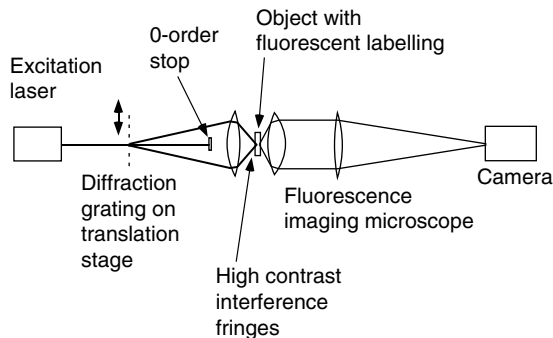 0-order
stop
Object with
fluorescent labelling
Excitation
laser
Diffraction
grating on
translation
stage
Fluorescence
imaging microscope
Camera
High contrast
interference
fringes